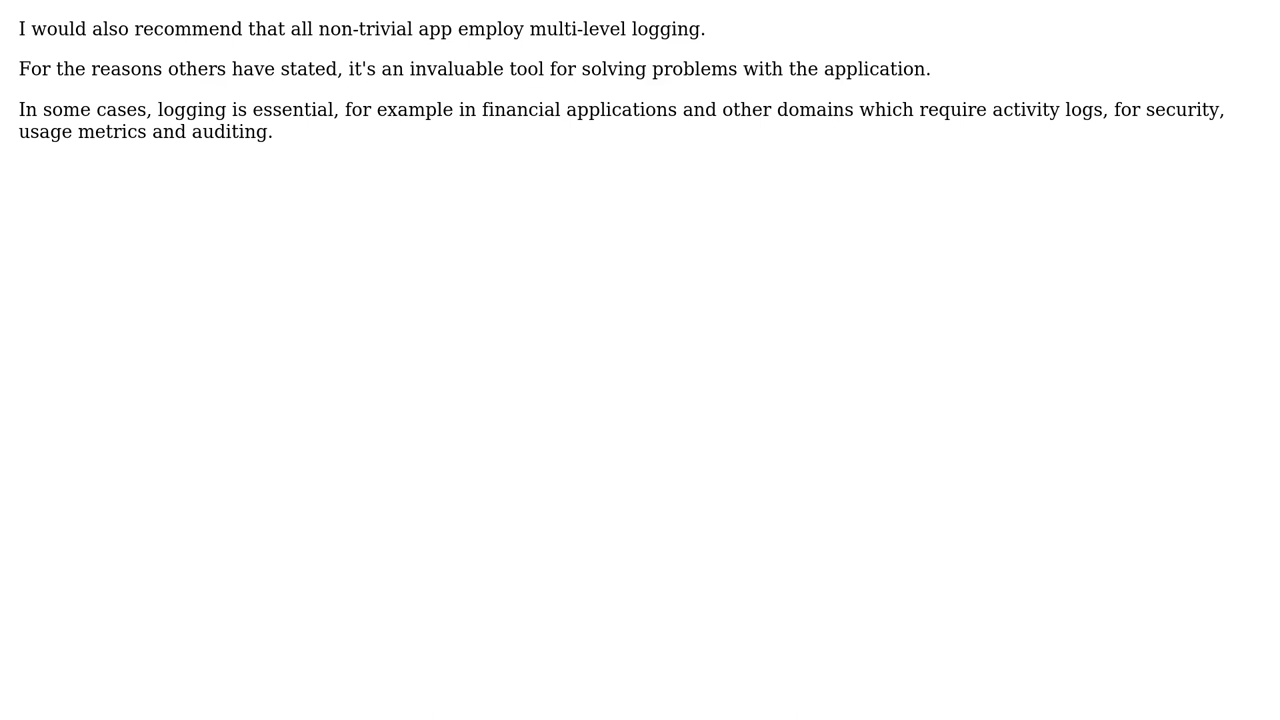 I would also recommend that all non-trivial app employ multi-level logging.
For the reasons others have stated, it's an invaluable tool for solving problems with the application.
In some cases, logging is essential, for example in financial applications and other domains which require activity logs, for security,
usage metrics and auditing.